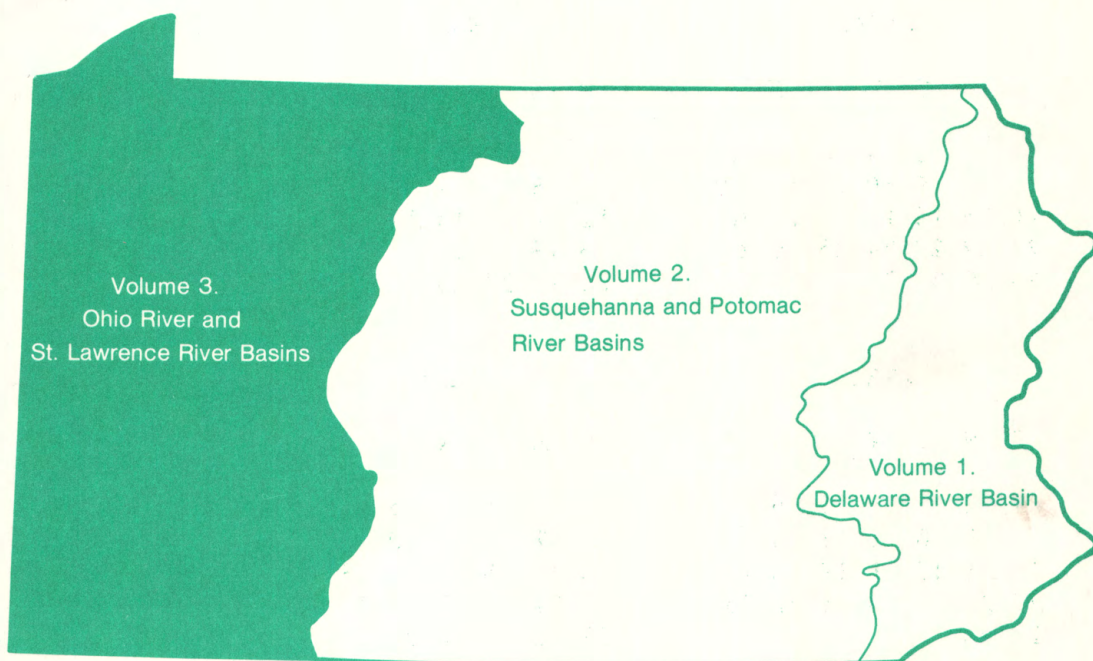 Volume 3.
Ohio River and
St. Lawrence River Basins
Volume 2.
Susquehanna and Potomac
River Basins
Volume 1.
Delaware River Basin